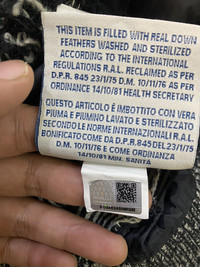 THIS ITEM IS FILLED WITH REAL DOWN
FEATHERS WASHED AND STERILIZED
ACCORDING TO THE INTERNATIONAL
REGULATIONS R.A.L. RECLAIMED AS PER
D.P.R. 845 23/1/75 D.M. 10/11/76 AS PER
ORDINANCE 14/10/81 HEALTH SECRETARY
QUESTO ARTICOLO É IMBOTTITO CON VERA
PIUMA E PIUMINO LAVATO E STERILIZZATO
SECONDO LE NORME INTERNAZIONALI R.A.L.
BONIFICATO COME DA D.P.R. 845 DEL 23/1/75
D.M. 10/11/76 E COME ORDINANZA
14/10/81 MIN. SANITÀ